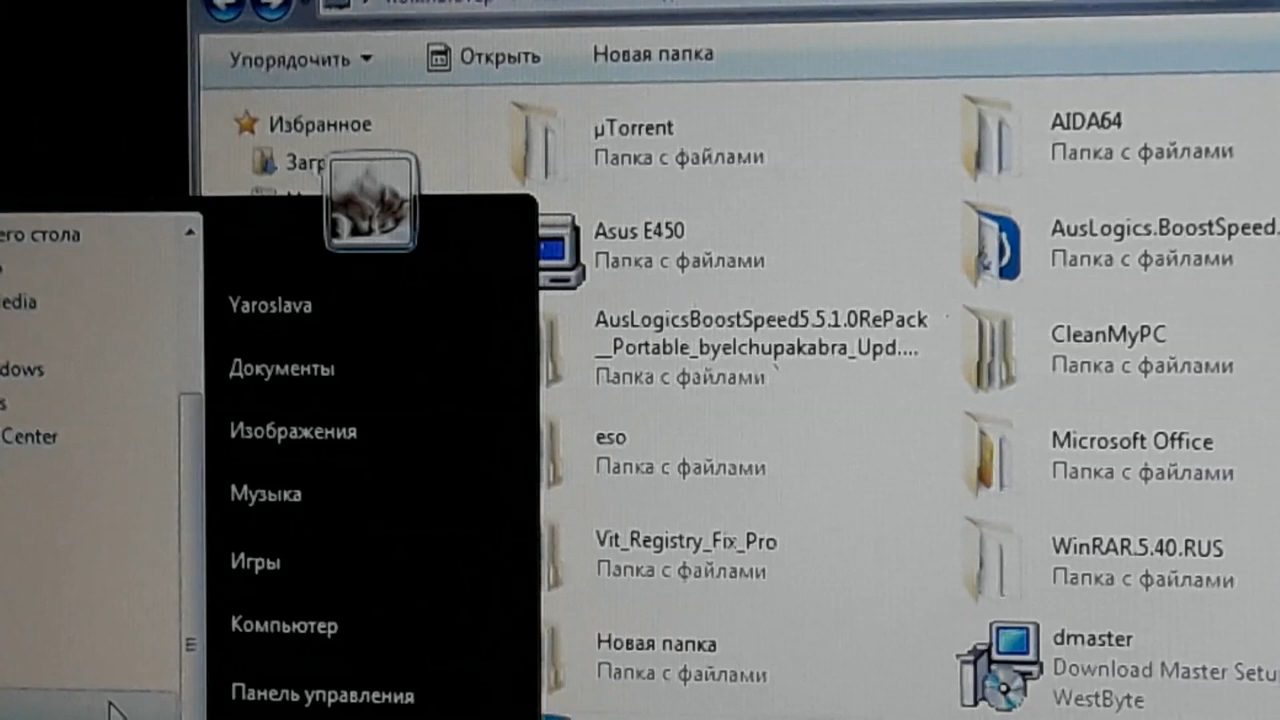 Упорядочить
Открыть
Новая папка
Избранное
Загр
его стола
edia
dows
s
Center
Yaroslava
Документы
Изображения
Музыка
Игры
Компьютер
Панель управления
µTorrent
Папка с файлами
Asus E450
Папка с файлами
AusLogicsBoostSpeed5.5.1.0RePack
__Portable_byelchupakabra_Upd....
Папка с файлами
eso
Папка с файлами
Vit_Registry_Fix_Pro
Папка с файлами
Новая папка
Папка с файлами
AIDA64
Папка с файлами
AusLogics.BoostSpeed.
Папка с файлами
CleanMyPC
Папка с файлами
Microsoft Office
Папка с файлами
WinRAR.5.40.RUS
Папка с файлами
dmaster
Download Master Setu
WestByte